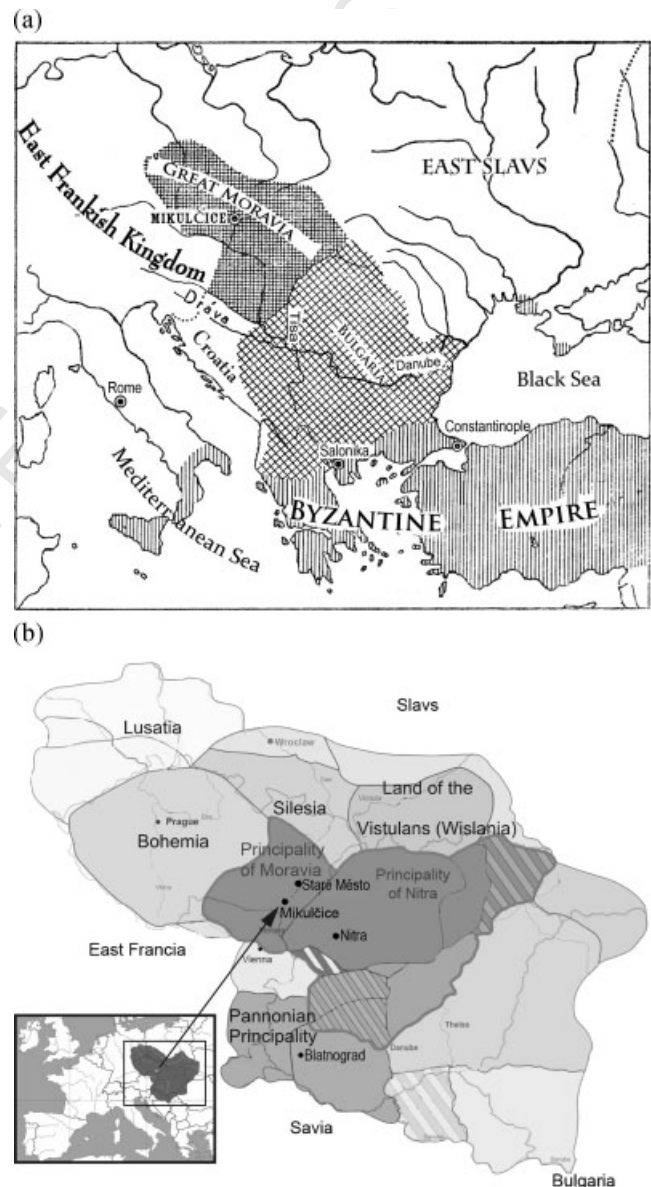 (a)
East Frankish Kingdom
GREAT MORAVIA
MIKULČICE
EAST SLAVS
Drava
Croatia
Tisa
BULGARIA
Danube
Black Sea
Rome
Constantinople
Salonika
Mediterranean Sea
BYZANTINE EMPIRE
(b)
Slavs
Lusatia
Wroclaw
Land of the
Vistulans (Wislania)
Silesia
Prague
Bohemia
Principality
of Moravia
Principality
of Nitra
Staré Město
Mikulčice
Nitra
East Francia
Vienna
Pannonian
Principality
Blatnograd
Danube
Savia
Bulgaria